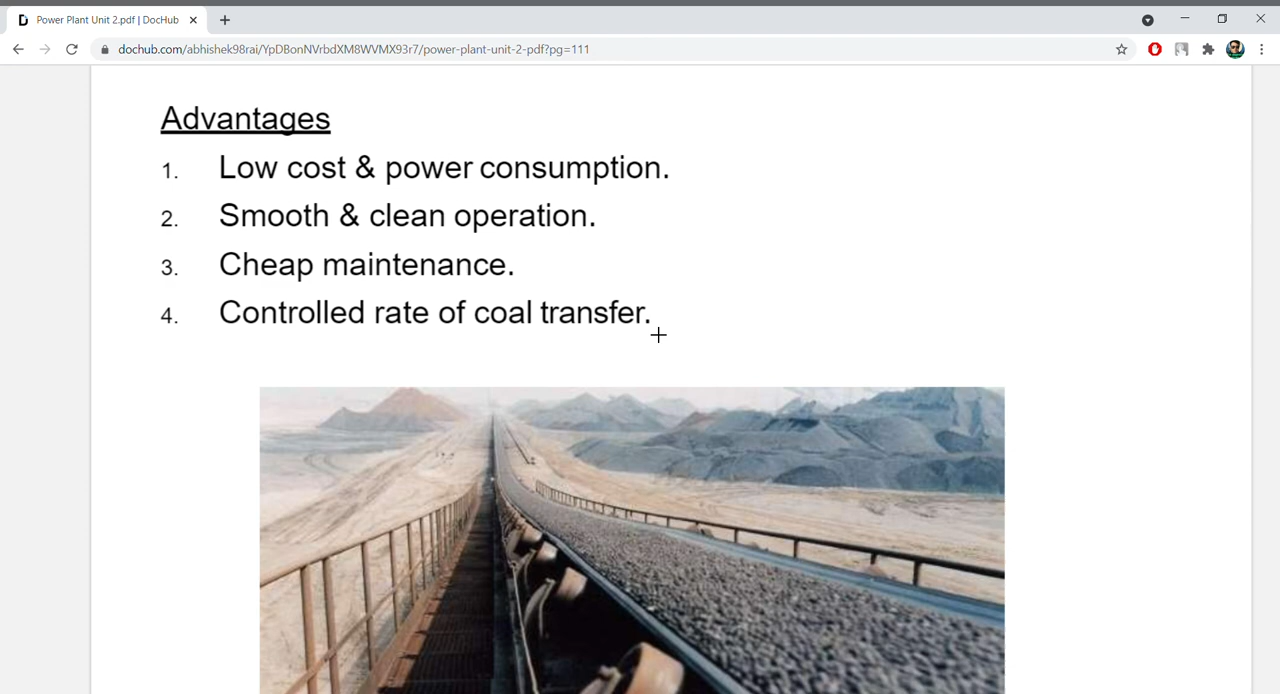 Power Plant Unit 2.pdf | DocHub
dochub.com/abhishek98rai/YpDBonNVrbdXM8WVMX93r7/power-plant-unit-2-pdf?pg=111
Advantages
1. Low cost & power consumption.
2. Smooth & clean operation.
3. Cheap maintenance.
4. Controlled rate of coal transfer.